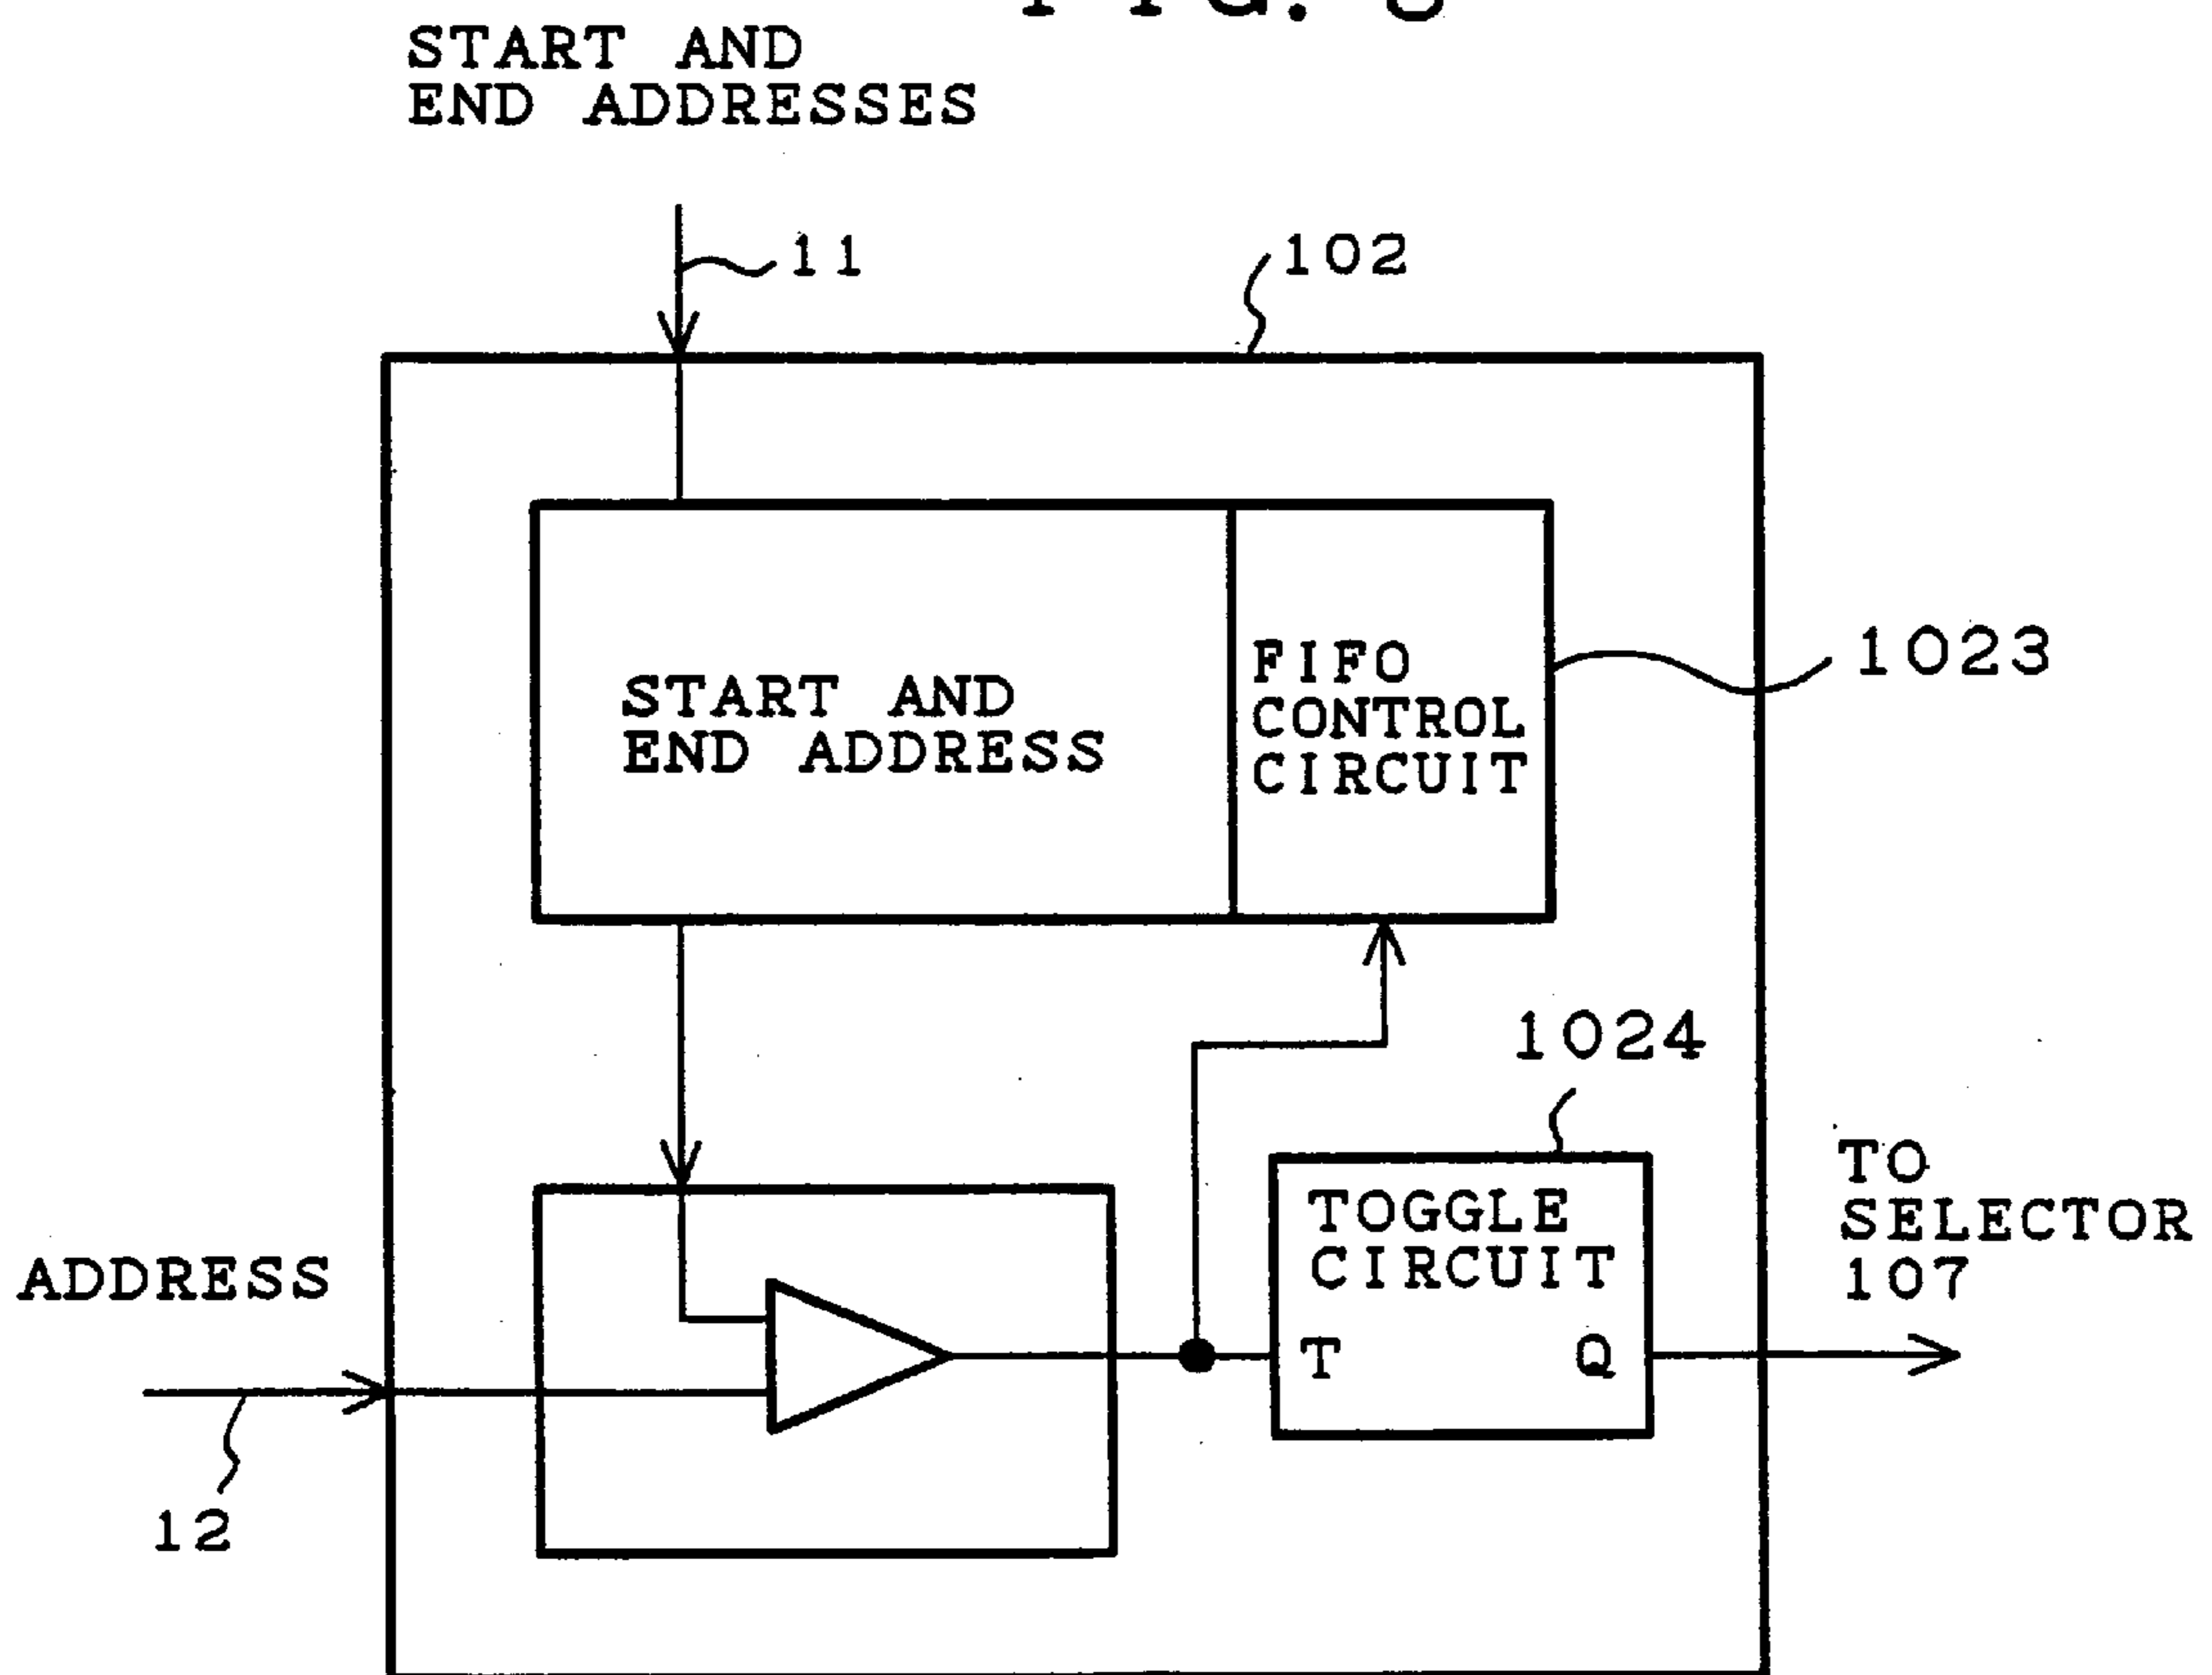 FIG.
START AND
END ADDRESSES
11
102
START AND
END ADDRESS
FIFO
CONTROL
CIRCUIT
1023
1024
TOGGLE
CIRCUIT
T Q
TO
SELECTOR
107
ADDRESS
12